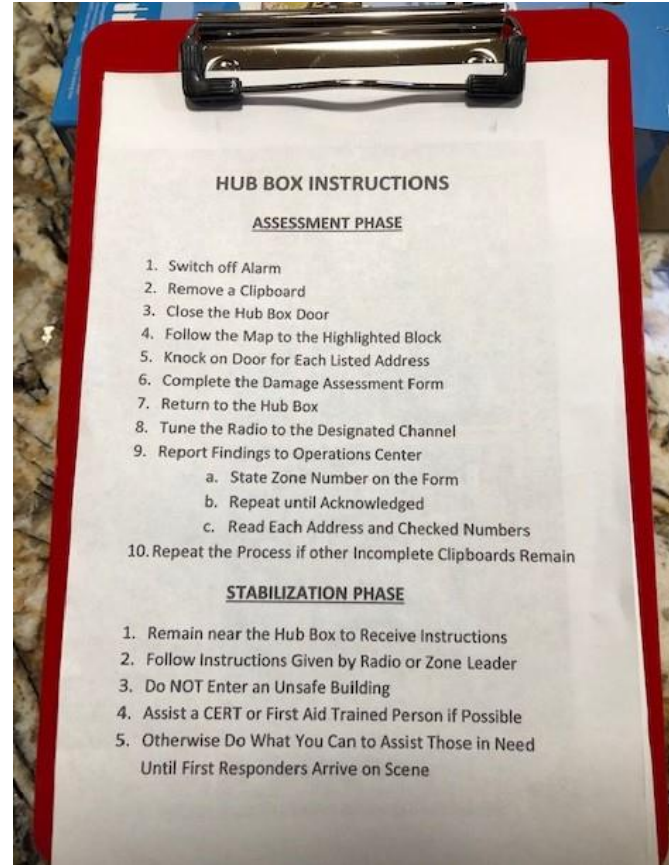 HUB BOX INSTRUCTIONS
ASSESSMENT PHASE
1. Switch off Alarm
2. Remove a Clipboard
3. Close the Hub Box Door
4. Follow the Map to the Highlighted Block
5. Knock on Door for Each Listed Address
6. Complete the Damage Assessment Form
7. Return to the Hub Box
8. Tune the Radio to the Designated Channel
9. Report Findings to Operations Center
a. State Zone Number on the Form
b. Repeat until Acknowledged
c. Read Each Address and Checked Numbers
10. Repeat the Process if other Incomplete Clipboards Remain
STABILIZATION PHASE
1. Remain near the Hub Box to Receive Instructions
2. Follow Instructions Given by Radio or Zone Leader
3. Do NOT Enter an Unsafe Building
4. Assist a CERT or First Aid Trained Person if Possible
5. Otherwise Do What You Can to Assist Those in Need
Until First Responders Arrive on Scene